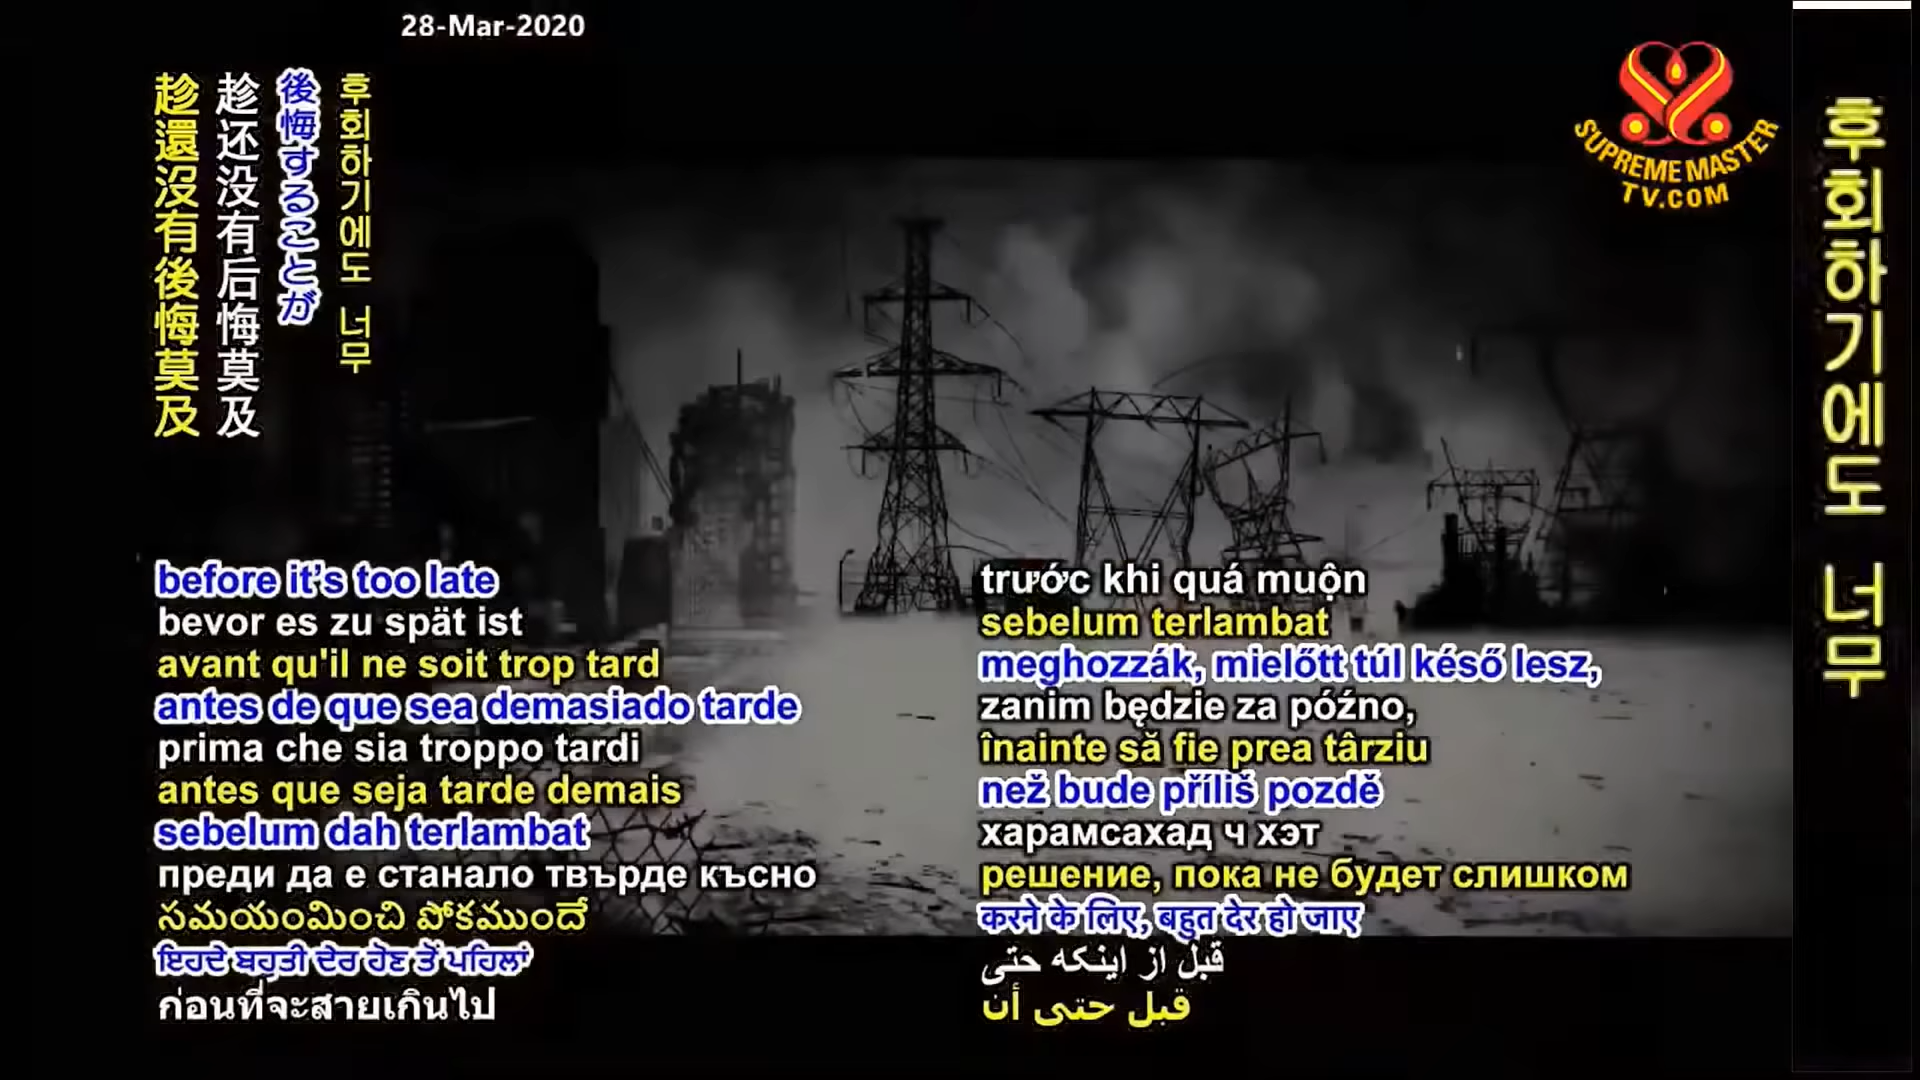 28-Mar-2020
후회하기에도 너무
後悔することが
趁还没有后悔莫及
趁還沒有後悔莫及
SUPREME MASTER
TV.COM
후회하기에도 너무
before it's too late
bevor es zu spät ist
avant qu'il ne soit trop tard
antes de que sea demasiado tarde
prima che sia troppo tardi
antes que seja tarde demais
sebelum dah terlambat
преди да е станало твърде късно
సమయంమించి పోకముందే
ਇਹਦੇ ਬਹੁਤੀ ਦੇਰ ਹੋਣ ਤੋਂ ਪਹਿਲਾਂ
ก่อนที่จะสายเกินไป
trước khi quá muộn
sebelum terlambat
meghozzák, mielőtt túl késő lesz,
zanim będzie za późno,
înainte să fie prea târziu
než bude příliš pozdě
харамсахад ч хэт
решение, пока не будет слишком
करने के लिए, बहुत देर हो जाए
قبل از اینکه حتی
قبل حتى أن